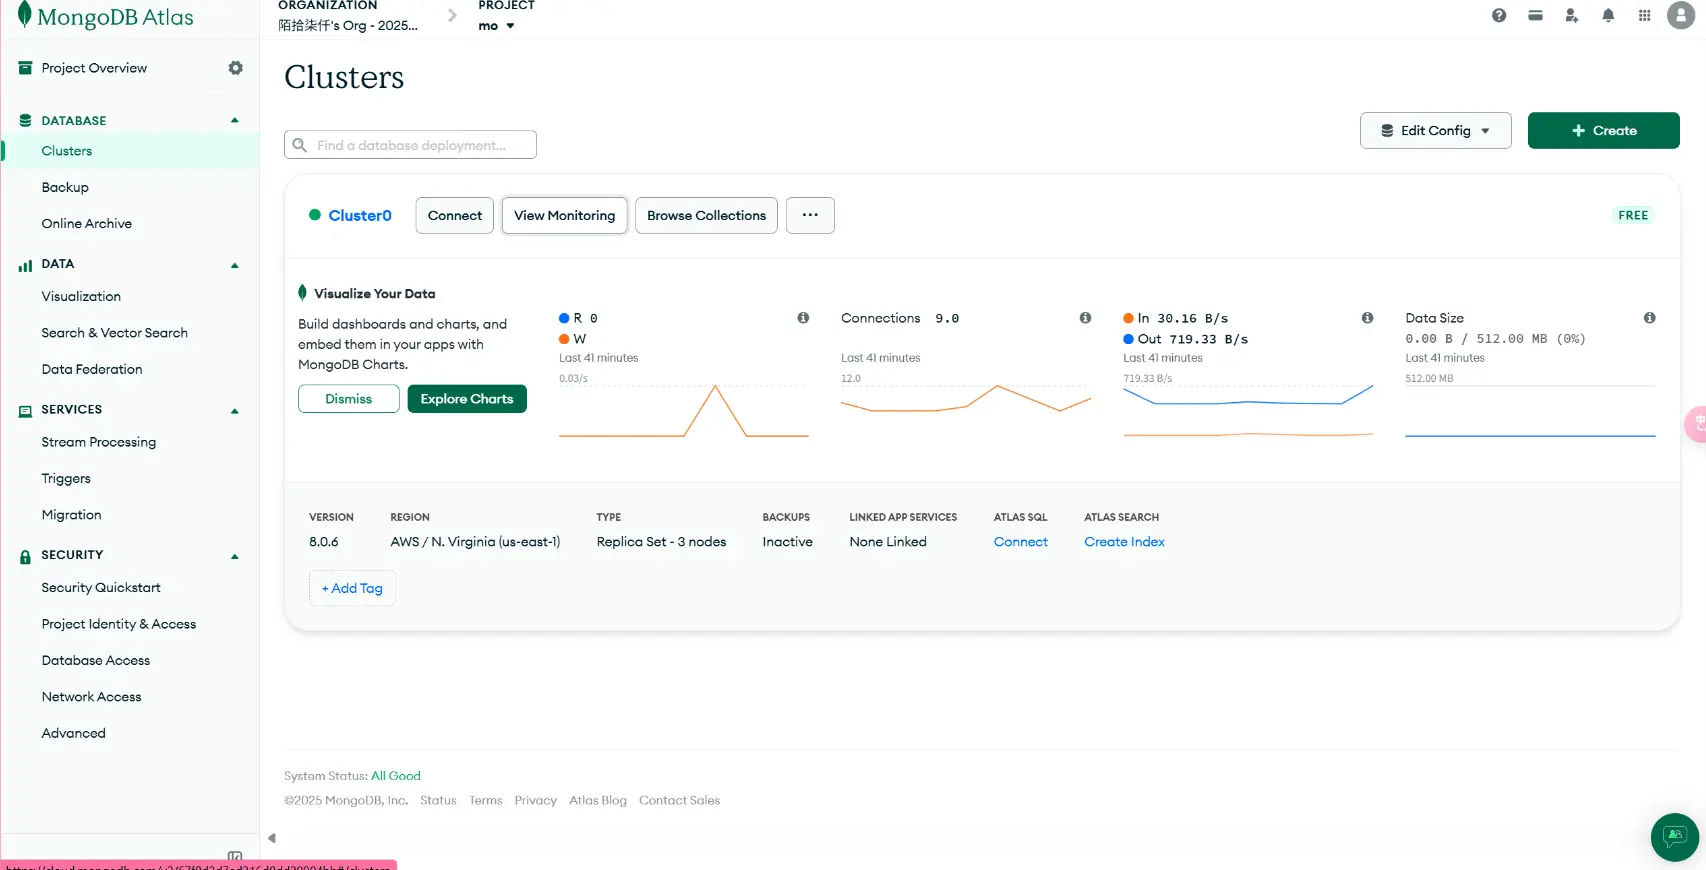 MongoDB Atlas
ORGANIZATION
陌拾柒仟's Org - 2025...
PROJECT
mo
Project Overview
DATABASE
Clusters
Backup
Online Archive
DATA
Visualization
Search & Vector Search
Data Federation
SERVICES
Stream Processing
Triggers
Migration
SECURITY
Security Quickstart
Project Identity & Access
Database Access
Network Access
Advanced
Clusters
Find a database deployment...
Edit Config
+ Create
Cluster0
Connect
View Monitoring
Browse Collections
...
FREE
Visualize Your Data
Build dashboards and charts, and
embed them in your apps with
MongoDB Charts.
Dismiss
Explore Charts
R 0
W
Last 41 minutes
0.03/s
Connections 9.0
Last 41 minutes
12.0
In 30.16 B/s
Out 719.33 B/s
Last 41 minutes
719.33 B/s
Data Size
0.00 B / 512.00 MB (0%)
Last 41 minutes
512.00 MB
VERSION
8.0.6
REGION
AWS / N. Virginia (us-east-1)
TYPE
Replica Set - 3 nodes
BACKUPS
Inactive
LINKED APP SERVICES
None Linked
ATLAS SQL
Connect
ATLAS SEARCH
Create Index
+ Add Tag
System Status: All Good
©2025 MongoDB, Inc. Status Terms Privacy Atlas Blog Contact Sales